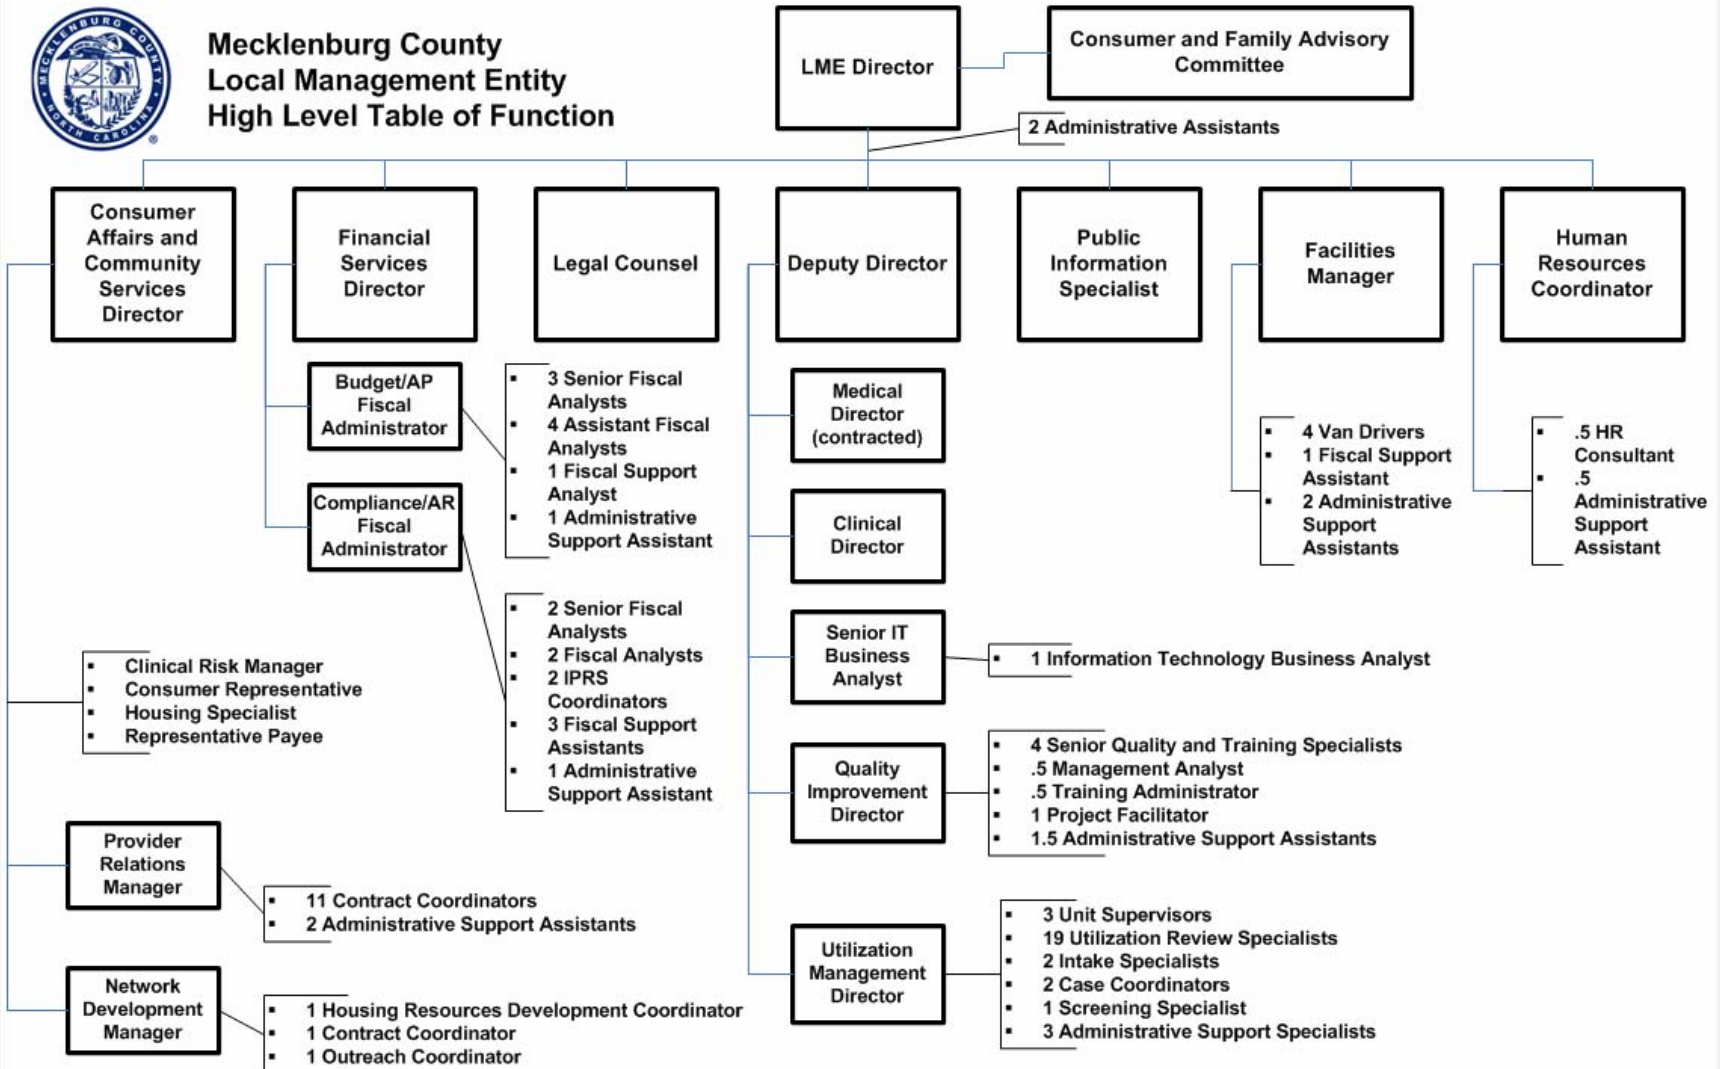 MECKLENBURG COUNTY
NORTH CAROLINA
®
Mecklenburg County
Local Management Entity
High Level Table of Function
LME Director
Consumer and Family Advisory
Committee
2 Administrative Assistants
Consumer
Affairs and
Community
Services
Director
Financial
Services
Director
Legal Counsel
Deputy Director
Public
Information
Specialist
Facilities
Manager
Human
Resources
Coordinator
Budget/AP
Fiscal
Administrator
▪ 3 Senior Fiscal
Analysts
▪ 4 Assistant Fiscal
Analysts
▪ 1 Fiscal Support
Analyst
▪ 1 Administrative
Support Assistant
Compliance/AR
Fiscal
Administrator
▪ 2 Senior Fiscal
Analysts
▪ 2 Fiscal Analysts
▪ 2 IPRS
Coordinators
▪ 3 Fiscal Support
Assistants
▪ 1 Administrative
Support Assistant
Medical
Director
(contracted)
Clinical
Director
Senior IT
Business
Analyst
▪ 1 Information Technology Business Analyst
Quality
Improvement
Director
▪ 4 Senior Quality and Training Specialists
▪ .5 Management Analyst
▪ .5 Training Administrator
▪ 1 Project Facilitator
▪ 1.5 Administrative Support Assistants
Utilization
Management
Director
▪ 3 Unit Supervisors
▪ 19 Utilization Review Specialists
▪ 2 Intake Specialists
▪ 2 Case Coordinators
▪ 1 Screening Specialist
▪ 3 Administrative Support Specialists
▪ 4 Van Drivers
▪ 1 Fiscal Support
Assistant
▪ 2 Administrative
Support
Assistants
▪ .5 HR
Consultant
▪ .5
Administrative
Support
Assistant
▪ Clinical Risk Manager
▪ Consumer Representative
▪ Housing Specialist
▪ Representative Payee
Provider
Relations
Manager
▪ 11 Contract Coordinators
▪ 2 Administrative Support Assistants
Network
Development
Manager
▪ 1 Housing Resources Development Coordinator
▪ 1 Contract Coordinator
▪ 1 Outreach Coordinator